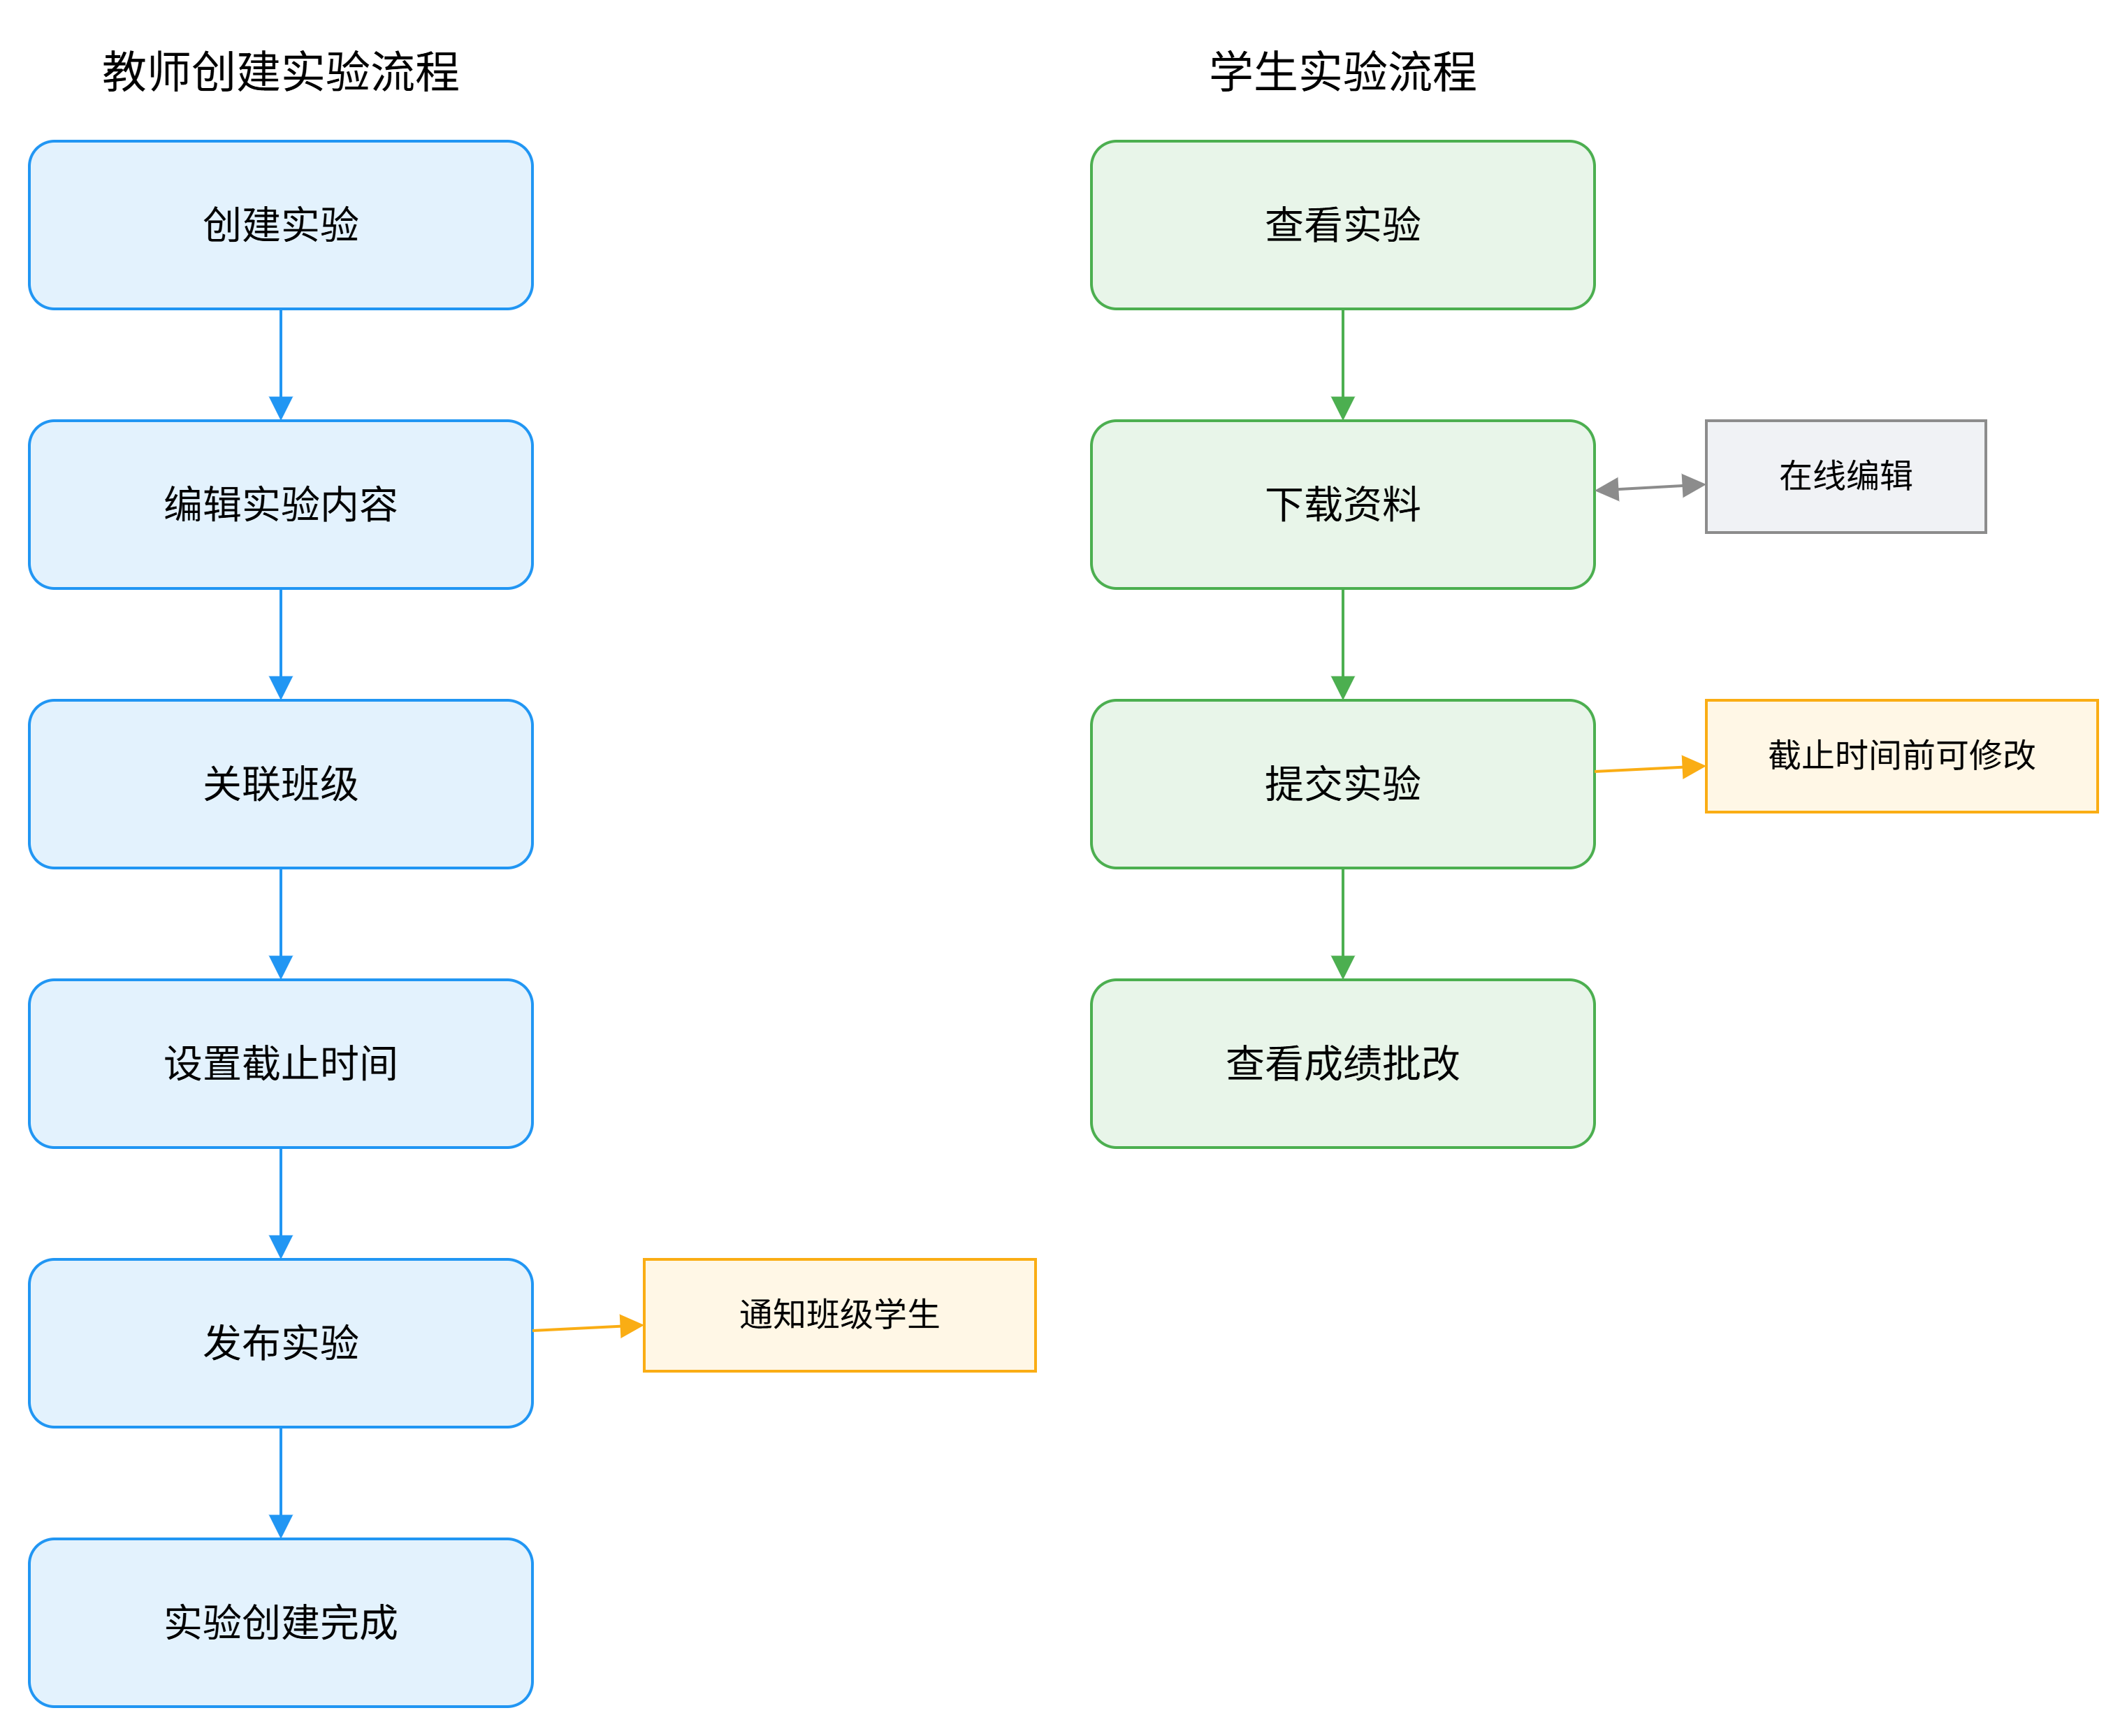 教师创建实验流程
创建实验
编辑实验内容
关联班级
设置截止时间
发布实验
通知班级学生
实验创建完成
学生实验流程
查看实验
下载资料
在线编辑
提交实验
截止时间前可修改
查看成绩批改